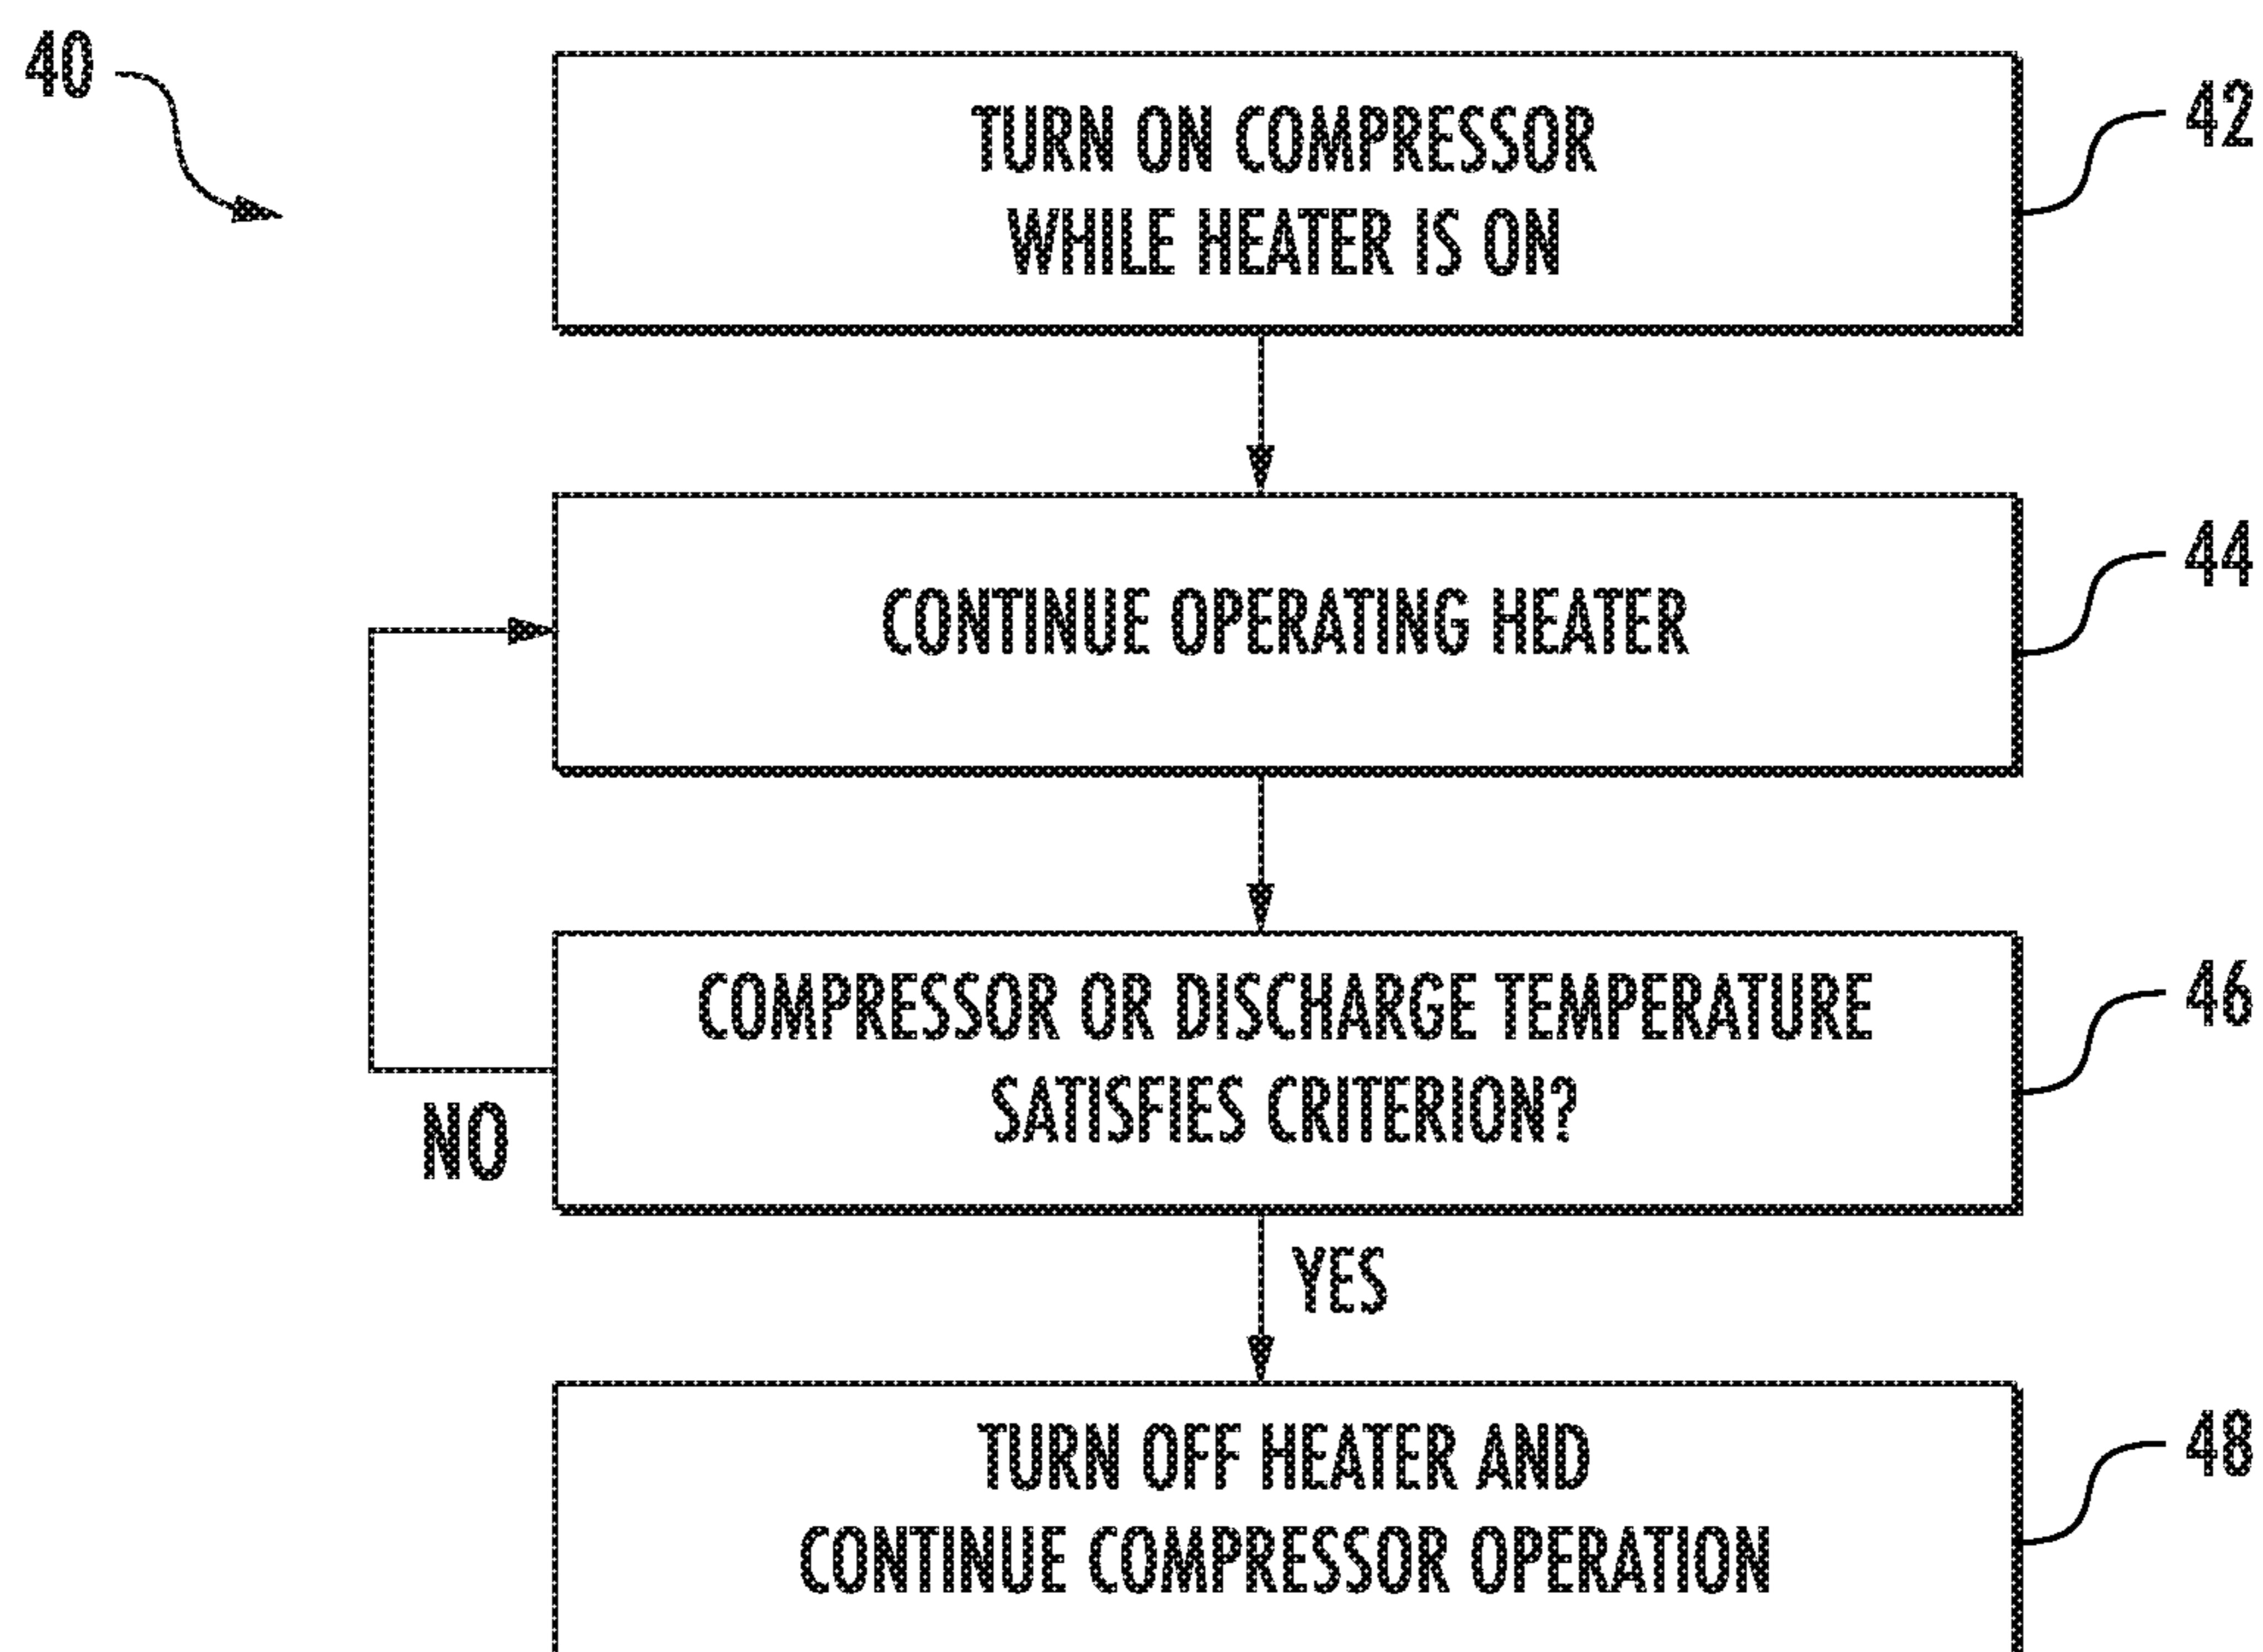 40
TURN ON COMPRESSOR
WHILE HEATER IS ON
42
CONTINUE OPERATING HEATER
44
COMPRESSOR OR DISCHARGE TEMPERATURE
SATISFIES CRITERION?
46
NO
YES
TURN OFF HEATER AND
CONTINUE COMPRESSOR OPERATION
48